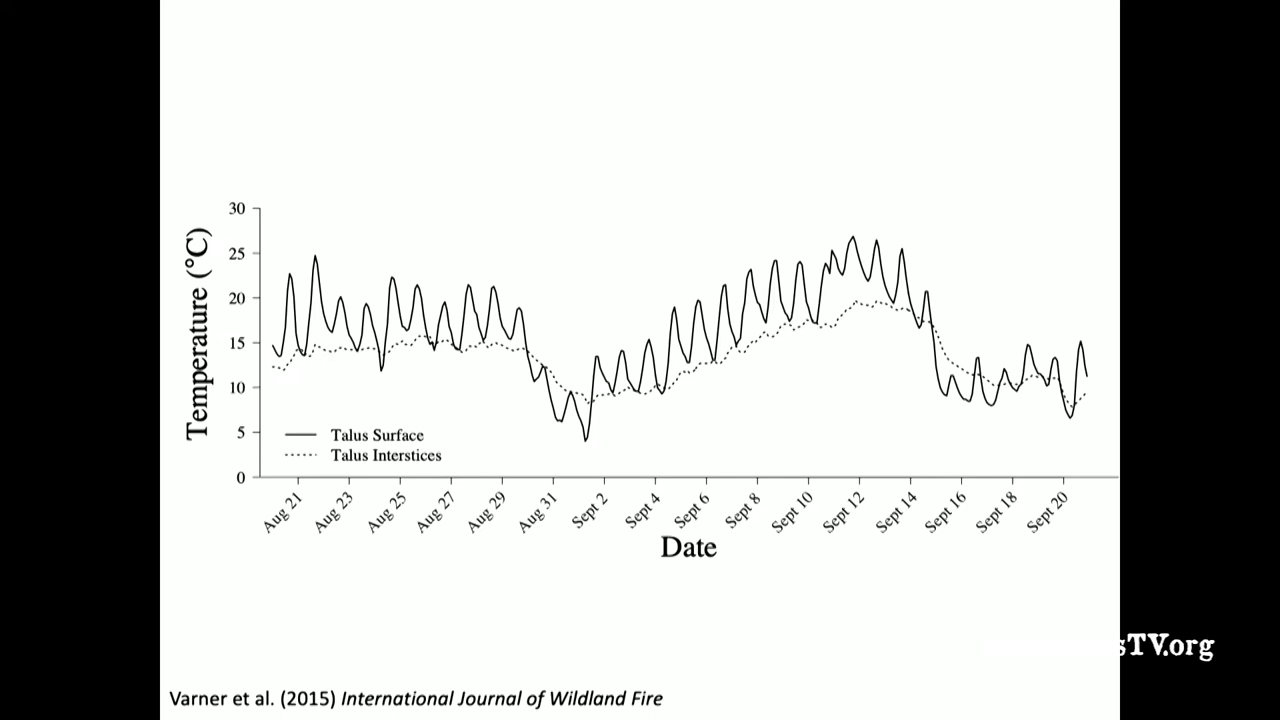 30
25
20
15
10
5
0
Temperature (°C)
Talus Surface
Talus Interstices
Aug 21
Aug 23
Aug 25
Aug 27
Aug 29
Aug 31
Sept 2
Sept 4
Sept 6
Sept 8
Sept 10
Sept 12
Sept 14
Sept 16
Sept 18
Sept 20
Date
sTV.org
Varner et al. (2015) International Journal of Wildland Fire